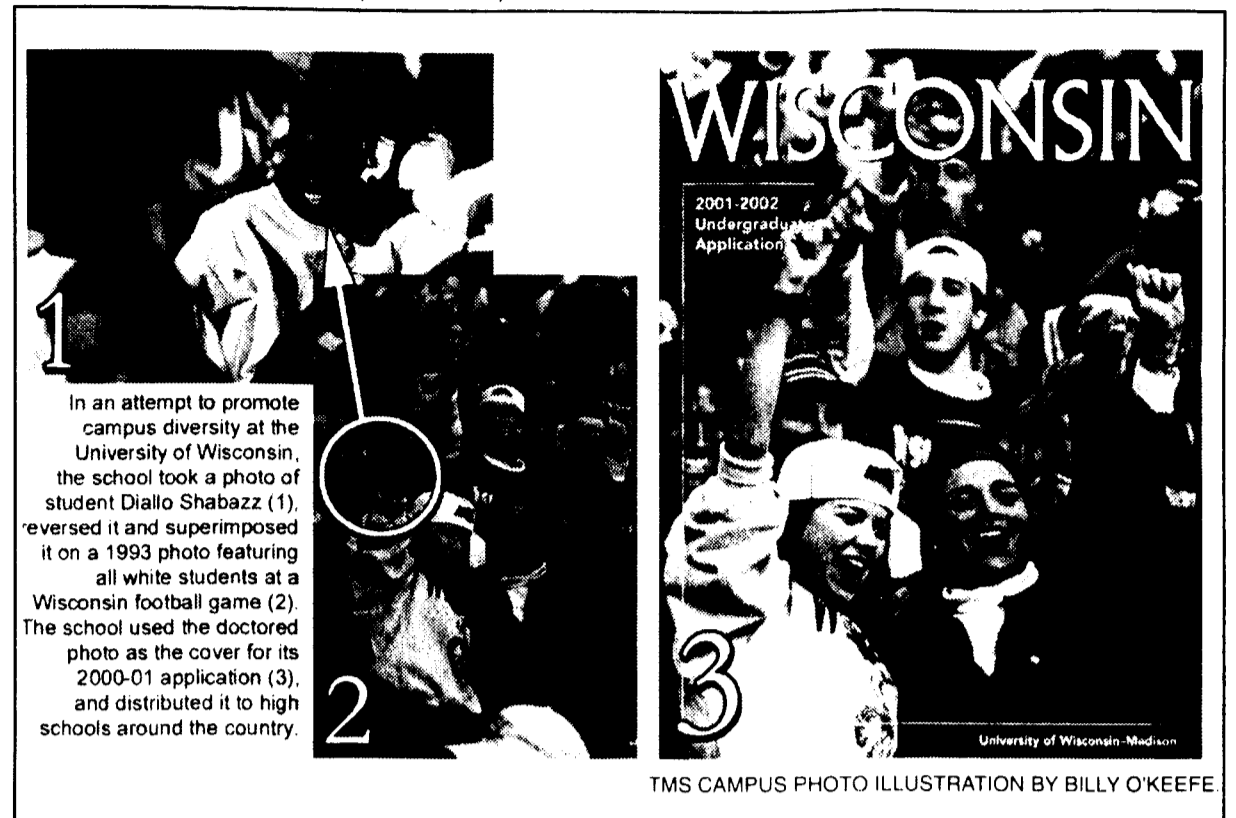 1
In an attempt to promote
campus diversity at the
University of Wisconsin,
the school took a photo of
student Diallo Shabazz (1),
reversed it and superimposed
it on a 1993 photo featuring
all white students at a
Wisconsin football game (2).
The school used the doctored
photo as the cover for its
2000-01 application (3),
and distributed it to high
schools around the country.
2
WISCONSIN
2001-2002
Undergraduate
Application
3
University of Wisconsin-Madison
TMS CAMPUS PHOTO ILLUSTRATION BY BILLY O'KEEFE.